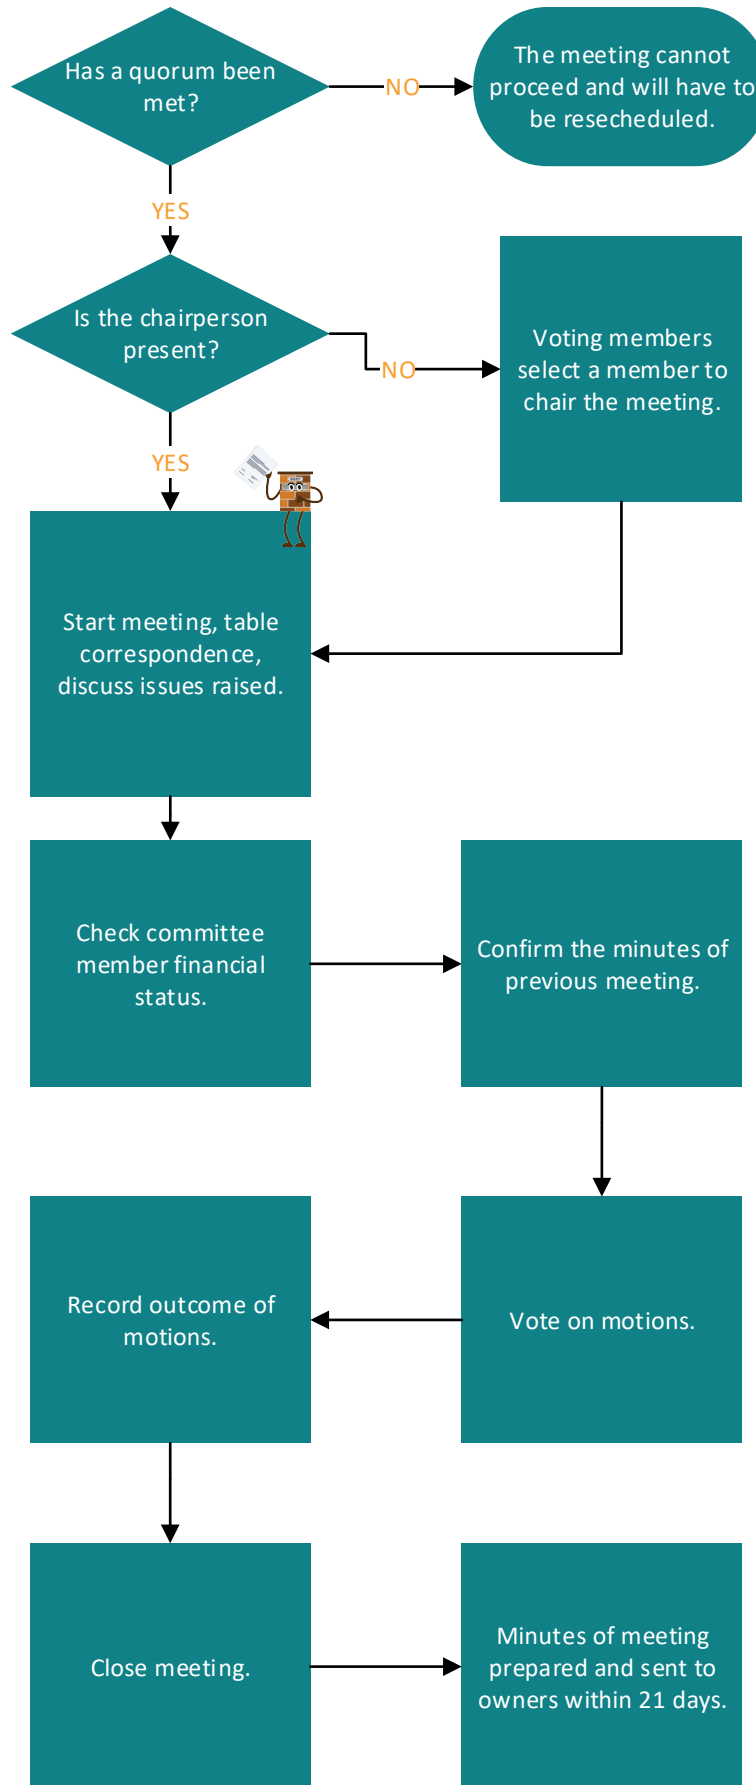 Has a quorum been
met?
NO
The meeting cannot
proceed and will have to
be resecheduled.
YES
Is the chairperson
present?
NO
Voting members
select a member to
chair the meeting.
YES
Start meeting, table
correspondence,
discuss issues raised.
Check committee
member financial
status.
Confirm the minutes of
previous meeting.
Vote on motions.
Record outcome of
motions.
Close meeting.
Minutes of meeting
prepared and sent to
owners within 21 days.